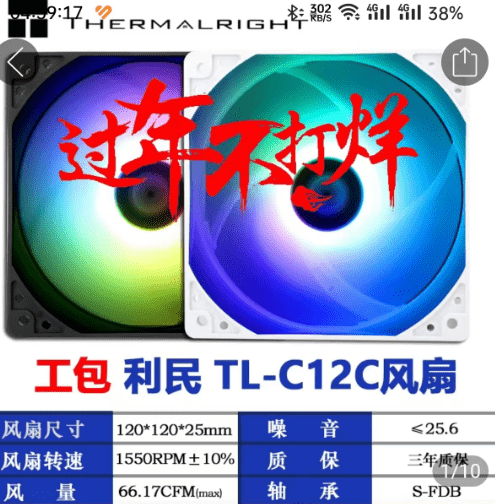 04:39:17 302 KB/S 4G 4G 38%
THERMALRIGHT
过年不打烊
工包 利民 TL-C12C风扇
风扇尺寸 120*120*25mm 噪 音 ≤25.6
风扇转速 1550RPM±10% 质 保 三年质保
1/10
风 量 66.17CFM(max) 轴 承 S-FDB